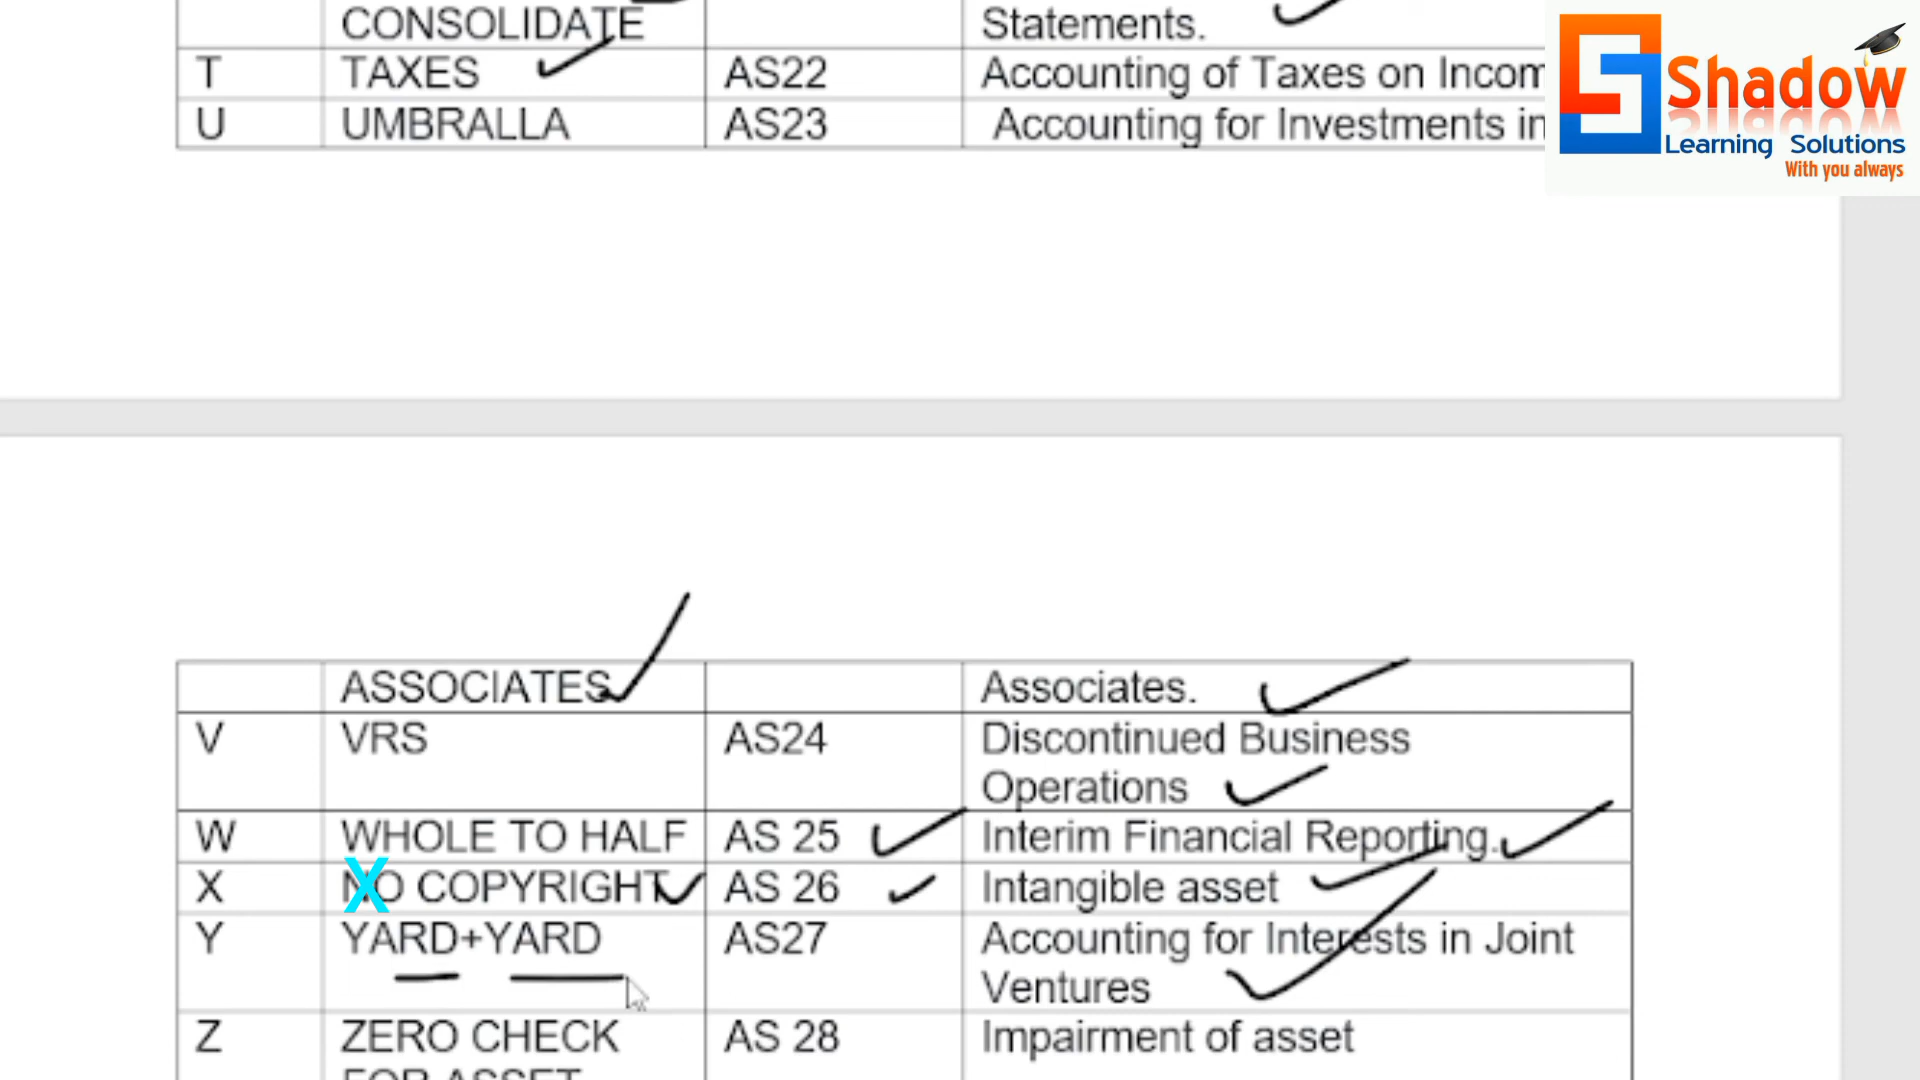 CONSOLIDATE Statements.
T TAXES AS22 Accounting of Taxes on Incom
U UMBRALLA AS23 Accounting for Investments in
Shadow
Learning Solutions
With you always
ASSOCIATES Associates.
V VRS AS24 Discontinued Business
Operations
W WHOLE TO HALF AS 25 Interim Financial Reporting.
X NO COPYRIGHT AS 26 Intangible asset
X
Y YARD+YARD AS27 Accounting for Interests in Joint
Ventures
Z ZERO CHECK AS 28 Impairment of asset
FOR ASSET